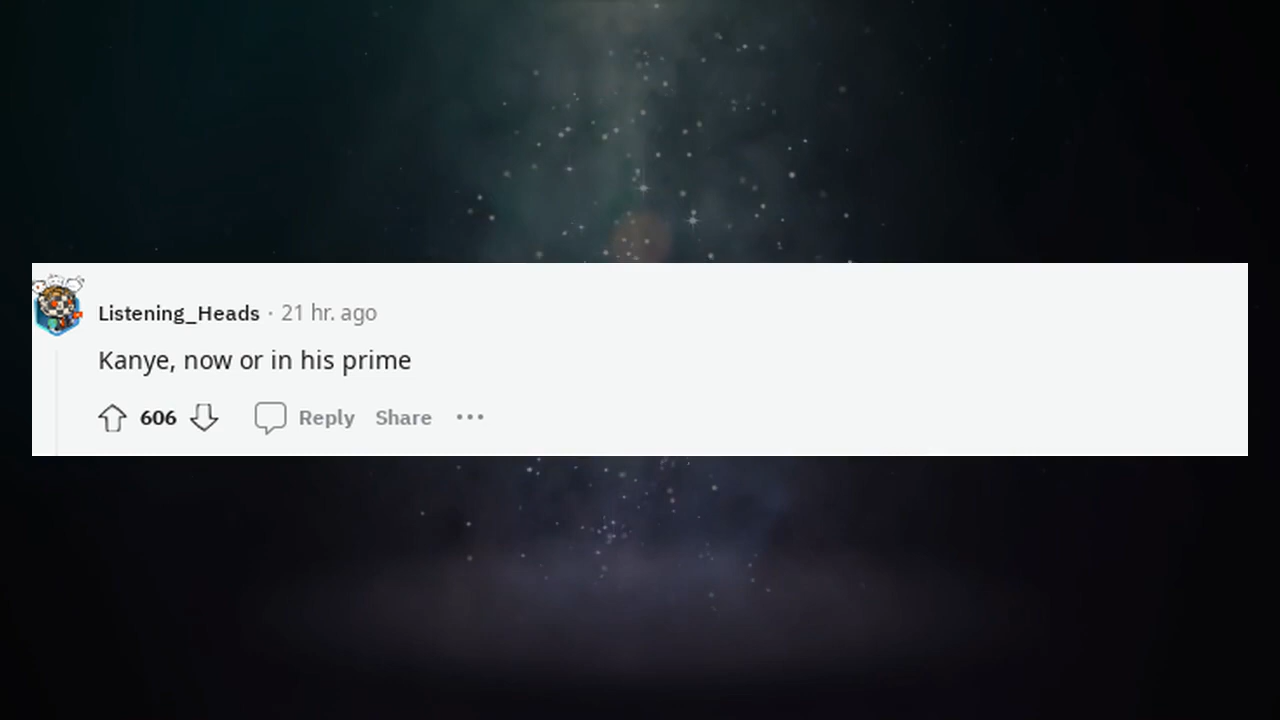 Listening_Heads · 21 hr. ago
Kanye, now or in his prime
606 Reply Share ···